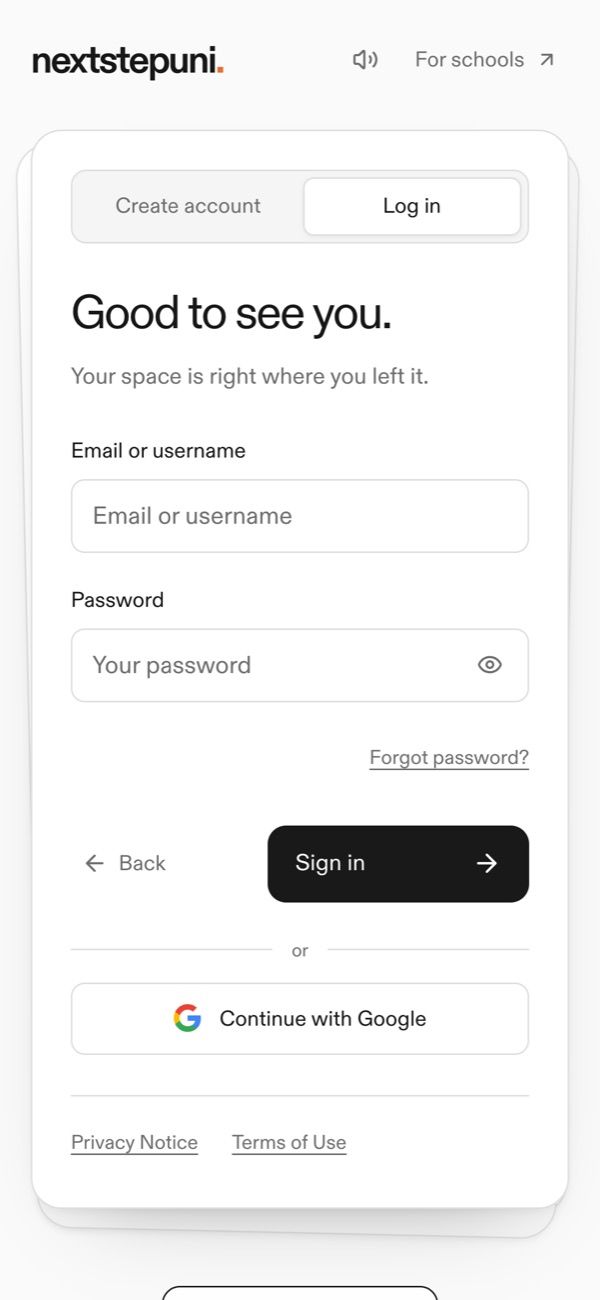 nextstepuni.
For schools
Create account
Log in
Good to see you.
Your space is right where you left it.
Email or username
Email or username
Password
Your password
Forgot password?
Back
Sign in
or
Continue with Google
Privacy Notice
Terms of Use